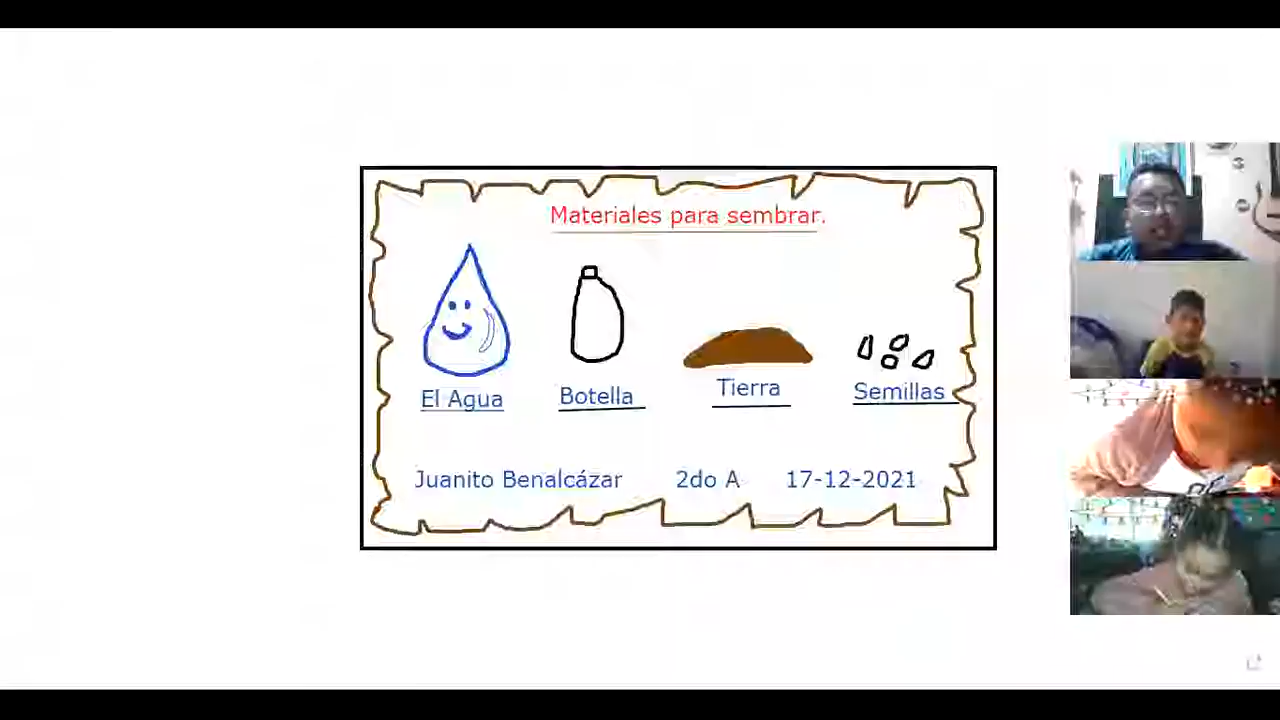 Materiales para sembrar.
El Agua Botella Tierra Semillas
Juanito Benalcázar 2do A 17-12-2021